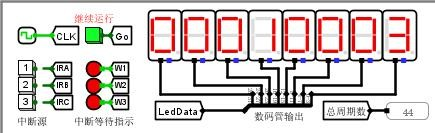 继续运行
CLK
Go
00010003
1 IRA W1
2 IRB W2
3 IRC W3
LedData
总周期数
44
中断源
中断等待指示
数码管输出